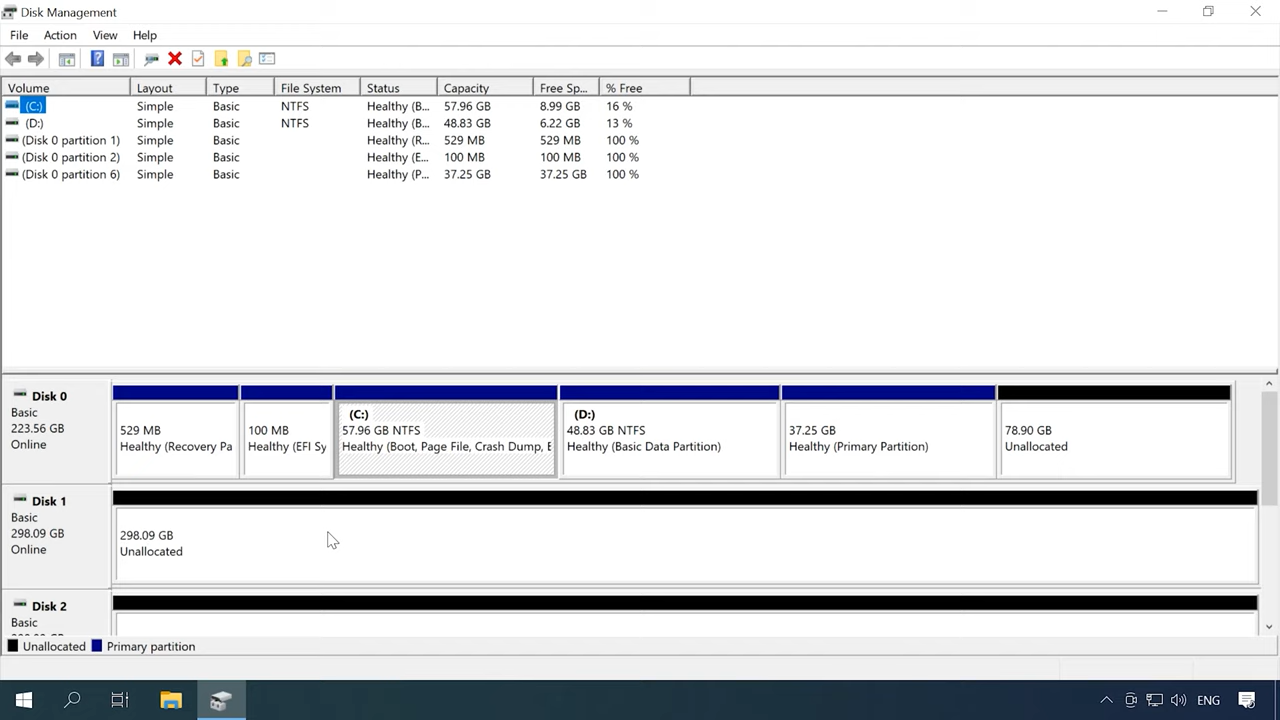 Disk Management
File Action View Help
Volume Layout Type File System Status Capacity Free Sp... % Free
(C:) Simple Basic NTFS Healthy (B... 57.96 GB 8.99 GB 16 %
(D:) Simple Basic NTFS Healthy (B... 48.83 GB 6.22 GB 13 %
(Disk 0 partition 1) Simple Basic Healthy (R... 529 MB 529 MB 100 %
(Disk 0 partition 2) Simple Basic Healthy (E... 100 MB 100 MB 100 %
(Disk 0 partition 6) Simple Basic Healthy (P... 37.25 GB 37.25 GB 100 %
Disk 0
Basic
223.56 GB
Online
529 MB
Healthy (Recovery Pa
100 MB
Healthy (EFI Sy
(C:)
57.96 GB NTFS
Healthy (Boot, Page File, Crash Dump, E
(D:)
48.83 GB NTFS
Healthy (Basic Data Partition)
37.25 GB
Healthy (Primary Partition)
78.90 GB
Unallocated
Disk 1
Basic
298.09 GB
Online
298.09 GB
Unallocated
Disk 2
Basic
Unallocated Primary partition
ENG